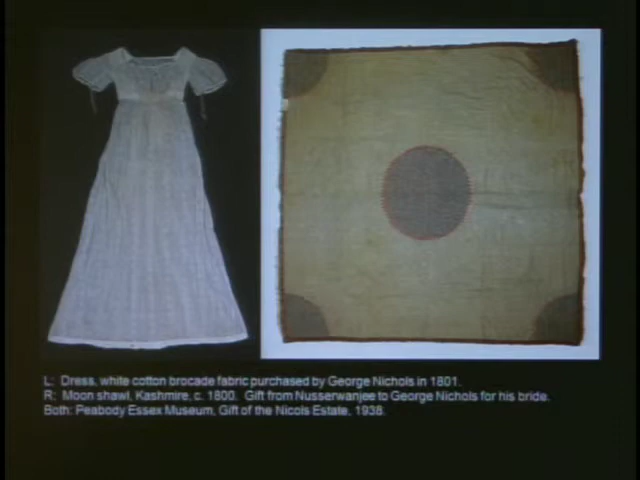 L: Dress, white cotton brocade fabric purchased by George Nichols in 1801.
R: Moon shawl, Kashmire, c. 1800. Gift from Nusserwanjee to George Nichols for his bride.
Both: Peabody Essex Museum, Gift of the Nicols Estate, 1938.